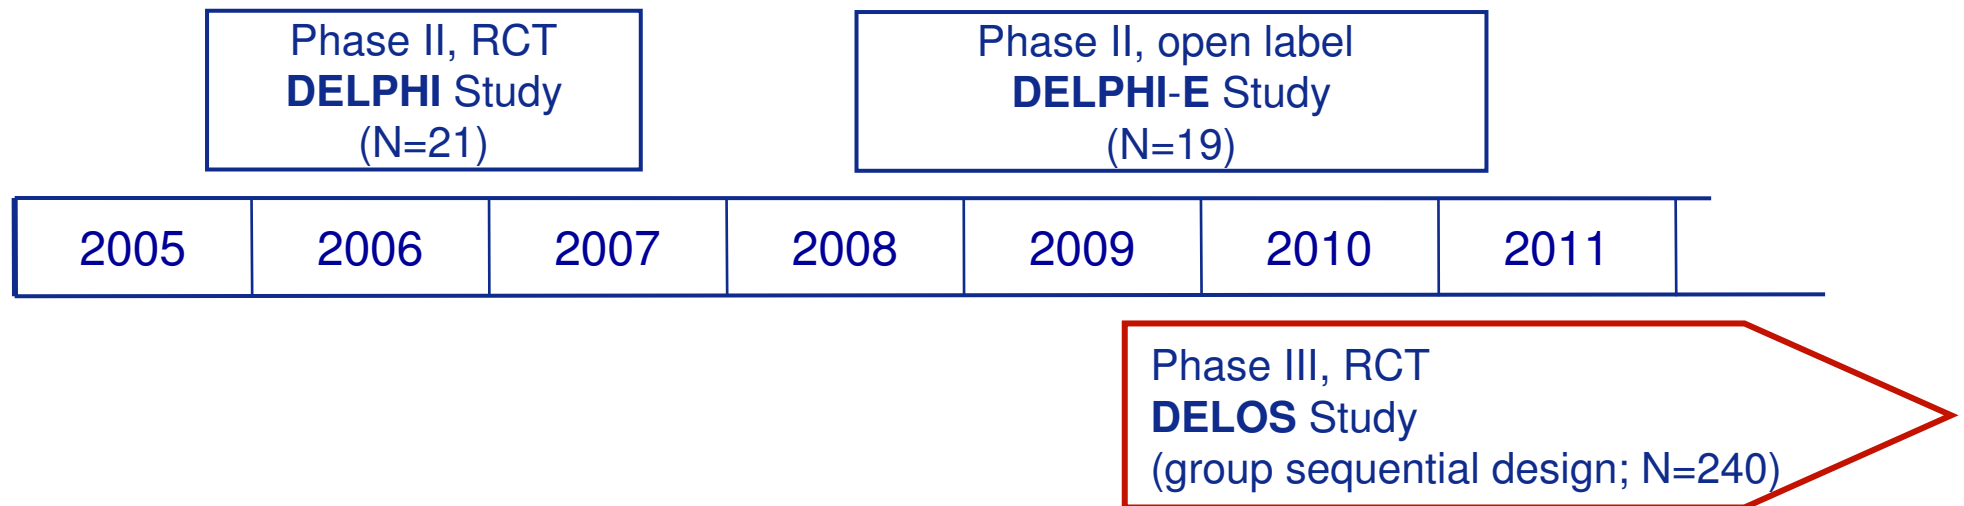 Phase II, RCT
DELPHI Study
(N=21)
Phase II, open label
DELPHI-E Study
(N=19)
2005 2006 2007 2008 2009 2010 2011
Phase III, RCT
DELOS Study
(group sequential design; N=240)